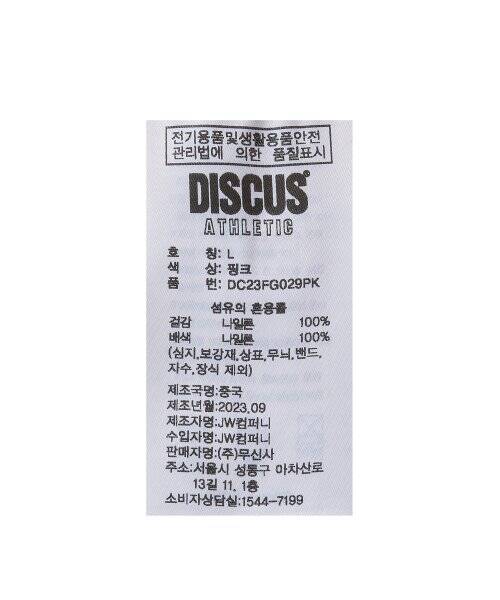 전기용품및생활용품안전
관리법에 의한 품질표시
DISCUS®
ATHLETIC
호 칭: L
색 상: 핑크
품 번: DC23FG029PK
섬유의 혼용률
겉감 나일론 100%
배색 나일론 100%
(심지,보강재,상표,무늬,밴드,
자수,장식 제외)
제조국명:중국
제조년월:2023.09
제조자명:JW컴퍼니
수입자명:JW컴퍼니
판매자명:(주)무신사
주소:서울시 성동구 아차산로
13길 11, 1층
소비자상담실:1544-7199